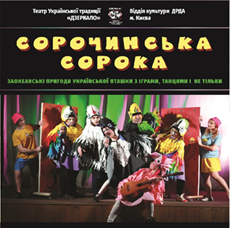 Театр Української традиції
«ДЗЕРКАЛО»
Відділ культури ДРДА
м. Києва
СОРОЧИНСЬКА
СОРОКА
ЗАОКЕАНСЬКІ ПРИГОДИ УКРАЇНСЬКОЇ ПТАШКИ З ІГРАМИ, ТАНЦЯМИ І НЕ ТІЛЬКИ